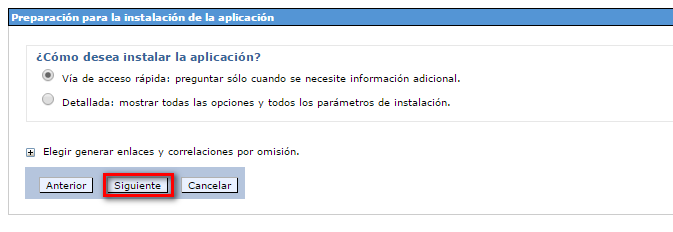 Preparación para la instalación de la aplicación
¿Cómo desea instalar la aplicación?
Vía de acceso rápida: preguntar sólo cuando se necesite información adicional.
Detallada: mostrar todas las opciones y todos los parámetros de instalación.
Elegir generar enlaces y correlaciones por omisión.
Anterior Siguiente Cancelar